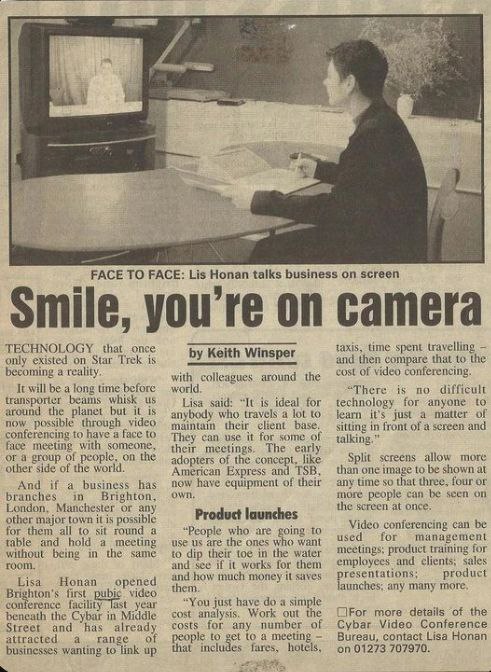 FACE TO FACE: Lis Honan talks business on screen
Smile, you're on camera
TECHNOLOGY that once
only existed on Star Trek is
becoming a reality.
It will be a long time before
transporter beams whisk us
around the planet but it is
now possible through video
conferencing to have a face to
face meeting with someone,
or a group of people, on the
other side of the world.
And if a business has
branches in Brighton,
London, Manchester or any
other major town it is possible
for them all to sit round a
table and hold a meeting
without being in the same
room.
Lisa Honan opened
Brighton's first pubic video
conference facility last year
beneath the Cybar in Middle
Street and has already
attracted a range of
businesses wanting to link up
by Keith Winsper
with colleagues around the
world.
Lisa said: "It is ideal for
anybody who travels a lot to
maintain their client base.
They can use it for some of
their meetings. The early
adopters of the concept, like
American Express and TSB,
now have equipment of their
own.
Product launches
"People who are going to
use us are the ones who want
to dip their toe in the water
and see if it works for them
and how much money it saves
them.
"You just have do a simple
cost analysis. Work out the
costs for any number of
people to get to a meeting –
that includes fares, hotels,
taxis, time spent travelling –
and then compare that to the
cost of video conferencing.
"There is no difficult
technology for anyone to
learn it's just a matter of
sitting in front of a screen and
talking."
Split screens allow more
than one image to be shown at
any time so that three, four or
more people can be seen on
the screen at once.
Video conferencing can be
used for management
meetings; product training for
employees and clients; sales
presentations; product
launches; any many more.
□For more details of the
Cybar Video Conference
Bureau, contact Lisa Honan
on 01273 707970.